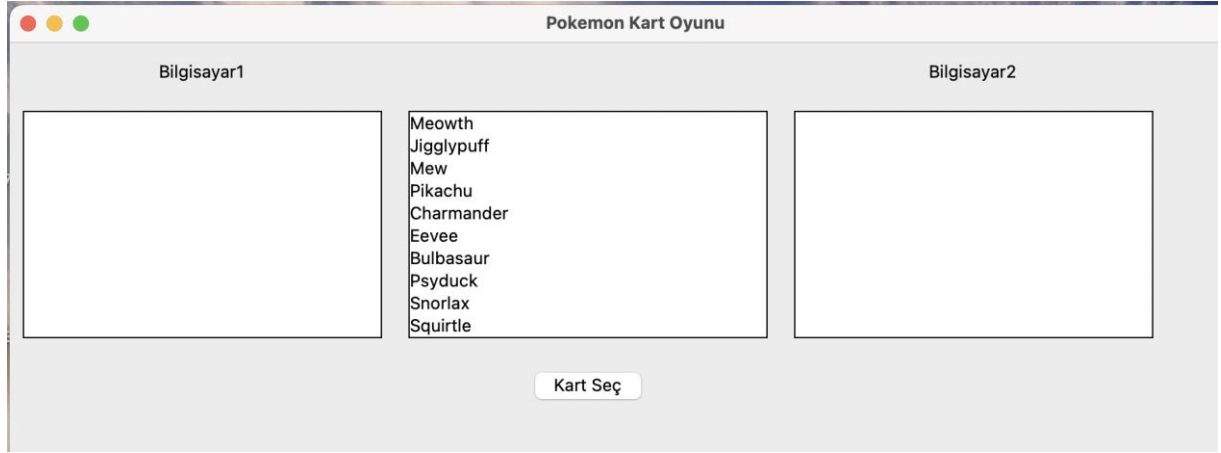 Pokemon Kart Oyunu
Bilgisayar1
Bilgisayar2
Meowth
Jigglypuff
Mew
Pikachu
Charmander
Eevee
Bulbasaur
Psyduck
Snorlax
Squirtle
Kart Seç